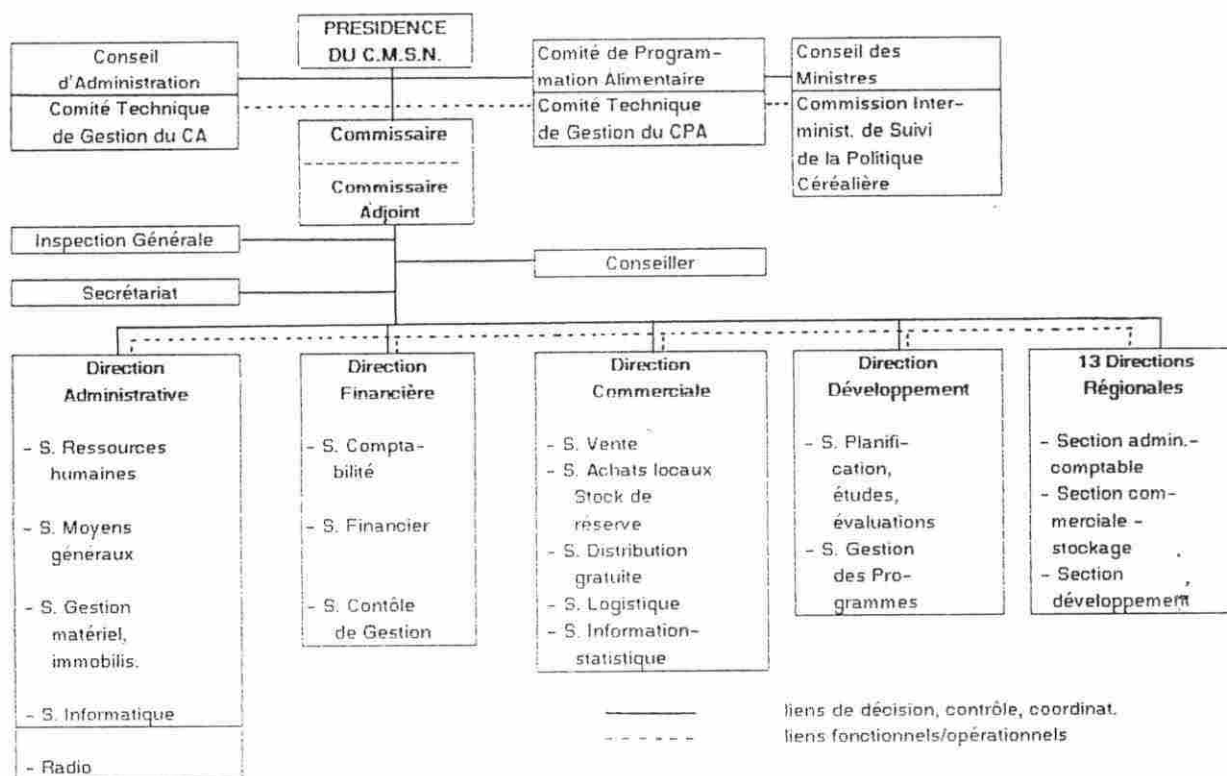 PRESIDENCE
DU C.M.S.N.
Conseil
d'Administration
Comité Technique
de Gestion du CA
Comité de Program-
mation Alimentaire
Comité Technique
de Gestion du CPA
Conseil des
Ministres
Commission Inter-
minist. de Suivi
de la Politique
Céréalière
Commissaire
Commissaire
Adjoint
Inspection Générale
Conseiller
Secrétariat
Direction
Administrative
- S. Ressources
humaines
- S. Moyens
généraux
- S. Gestion
matériel,
immobilis.
- S. Informatique
- Radio
Direction
Financière
- S. Compta-
bilité
- S. Financier
- S. Contôle
de Gestion
Direction
Commerciale
- S. Vente
- S. Achats locaux
Stock de
réserve
- S. Distribution
gratuite
- S. Logistique
- S. Information-
statistique
Direction
Développement
- S. Planifi-
cation,
études,
évaluations
- S. Gestion
des Pro-
grammes
13 Directions
Régionales
- Section admin.-
comptable
- Section com-
merciale -
stockage
- Section
développement
liens de décision, contrôle, coordinat.
liens fonctionnels/opérationnels